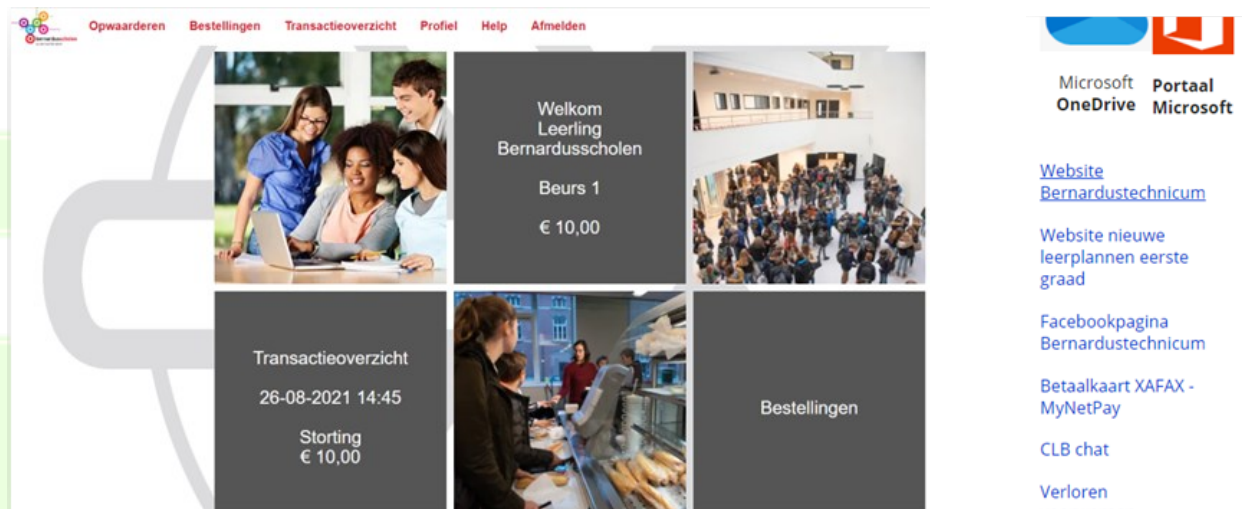 Opwaarderen Bestellingen Transactieoverzicht Profiel Help Afmelden
Bernardusscholen
Welkom
Leerling
Bernardusscholen
Beurs 1
€ 10,00
Transactieoverzicht
26-08-2021 14:45
Storting
€ 10,00
Bestellingen
Microsoft
OneDrive
Portaal
Microsoft
Website
Bernardustechnicum
Website nieuwe
leerplannen eerste
graad
Facebookpagina
Bernardustechnicum
Betaalkaart XAFAX -
MyNetPay
CLB chat
Verloren